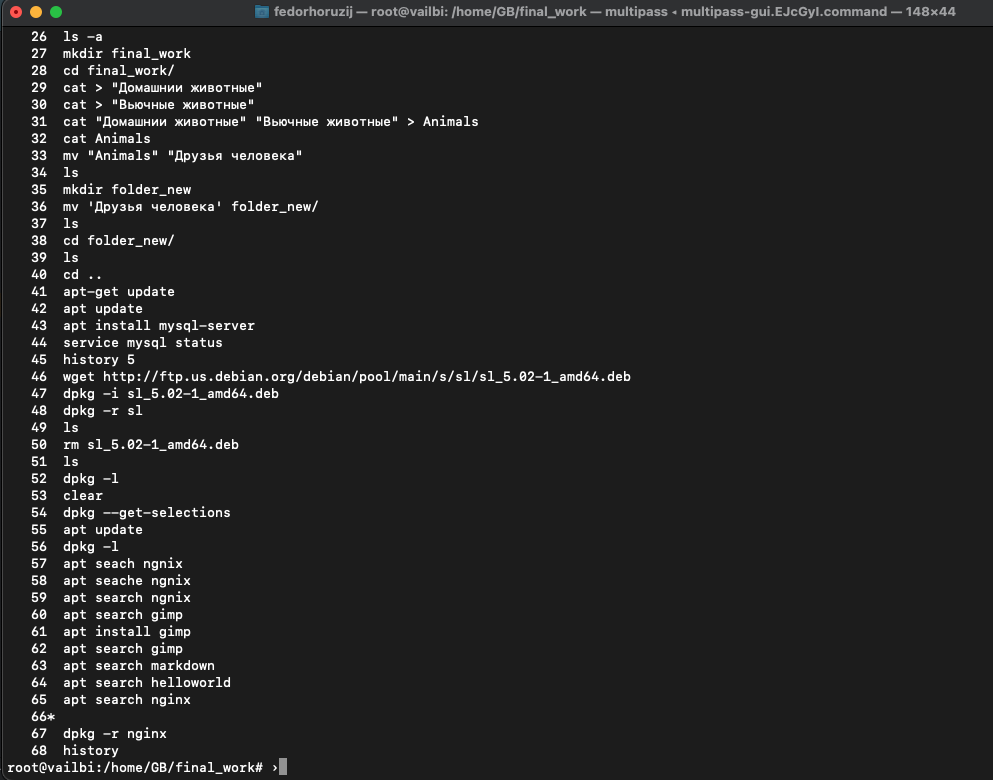 fedorhoruzij — root@vailbi: /home/GB/final_work — multipass ◂ multipass-gui.EJcGyI.command — 148×44
26 ls -a
27 mkdir final_work
28 cd final_work/
29 cat > "Домашнии животные"
30 cat > "Вьючные животные"
31 cat "Домашнии животные" "Вьючные животные" > Animals
32 cat Animals
33 mv "Animals" "Друзья человека"
34 ls
35 mkdir folder_new
36 mv 'Друзья человека' folder_new/
37 ls
38 cd folder_new/
39 ls
40 cd ..
41 apt-get update
42 apt update
43 apt install mysql-server
44 service mysql status
45 history 5
46 wget http://ftp.us.debian.org/debian/pool/main/s/sl/sl_5.02-1_amd64.deb
47 dpkg -i sl_5.02-1_amd64.deb
48 dpkg -r sl
49 ls
50 rm sl_5.02-1_amd64.deb
51 ls
52 dpkg -l
53 clear
54 dpkg --get-selections
55 apt update
56 dpkg -l
57 apt seach ngnix
58 apt seache ngnix
59 apt search ngnix
60 apt search gimp
61 apt install gimp
62 apt search gimp
63 apt search markdown
64 apt search helloworld
65 apt search nginx
66*
67 dpkg -r nginx
68 history
root@vailbi:/home/GB/final_work# ›